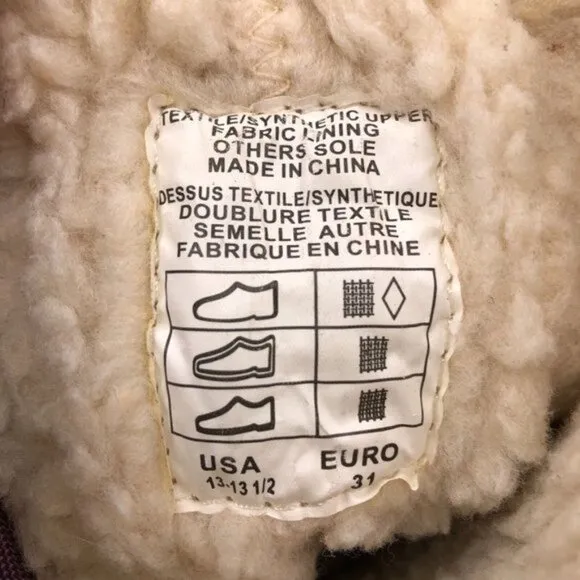 TEXTILE/SYNTHETIC UPPER
FABRIC LINING
OTHERS SOLE
MADE IN CHINA
DESSUS TEXTILE/SYNTHETIQUE
DOUBLURE TEXTILE
SEMELLE AUTRE
FABRIQUE EN CHINE
USA EURO
13-13 1/2 31